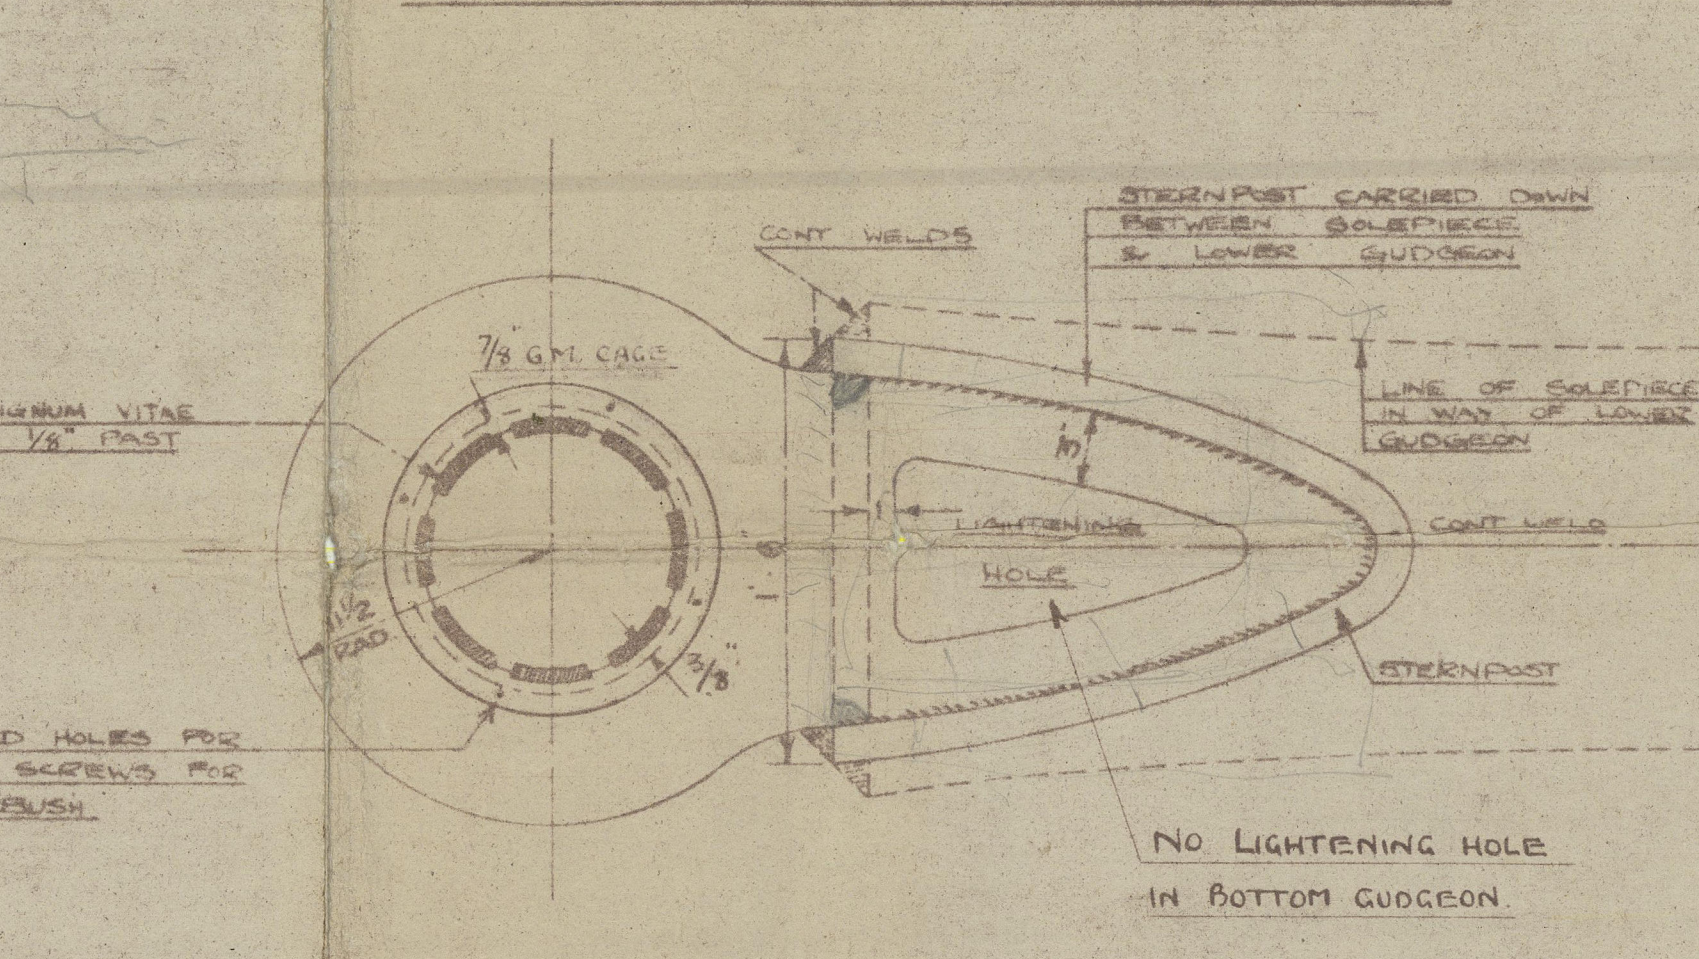 STERNPOST CARRIED DOWN
BETWEEN SOLEPIECE
& LOWER GUDGEON
CONT WELDS
7/8" G.M. CAGE
IGNUM VITAE
1/8" PAST
LINE OF SOLEPIECE
IN WAY OF LOWER
GUDGEON
3"
1"
LIGHTENING
HOLE
CONT WELD
1'. 6"
RAD
3/8"
STERNPOST
D HOLES FOR
SCREWS FOR
BUSH
NO LIGHTENING HOLE
IN BOTTOM GUDGEON.